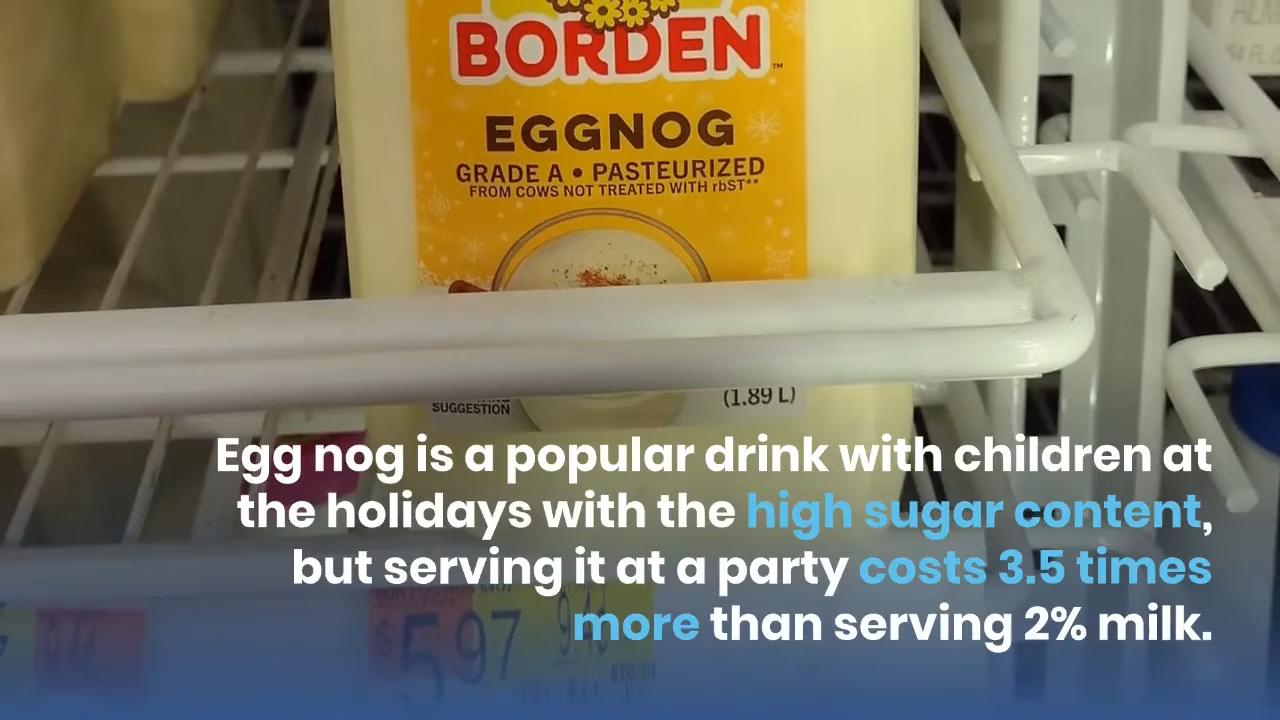 BORDEN™
EGGNOG
GRADE A • PASTEURIZED
FROM COWS NOT TREATED WITH rbST**
SUGGESTION
(1.89 L)
Egg nog is a popular drink with children at
the holidays with the high sugar content,
but serving it at a party costs 3.5 times
more than serving 2% milk.
5.97